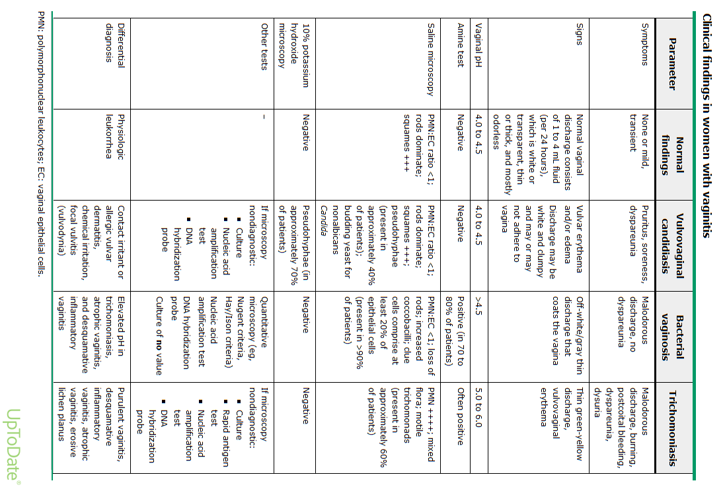 Clinical findings in women with vaginitis
Parameter
Normal
findings
Vulvovaginal
candidiasis
Bacterial
vaginosis
Trichomoniasis
Symptoms
None or mild,
transient
Pruritus, soreness,
dyspareunia
Malodorous
discharge, no
dyspareunia
Malodorous
discharge, burning,
postcoital bleeding,
dyspareunia,
dysuria
Signs
Normal vaginal
discharge consists
of 1 to 4 mL fluid
(per 24 hours),
which is white or
transparent, thin
or thick, and mostly
odorless
Vulvar erythema
and/or edema
Discharge may be
white and clumpy
and may or may
not adhere to
vagina
Off-white/gray thin
discharge that
coats the vagina
Thin green-yellow
discharge,
vulvovaginal
erythema
Vaginal pH
4.0 to 4.5
4.0 to 4.5
>4.5
5.0 to 6.0
Amine test
Negative
Negative
Positive (in 70 to
80% of patients)
Often positive
Saline microscopy
PMN:EC ratio <1;
rods dominate;
squames +++
PMN:EC ratio <1;
rods dominate;
squames +++;
pseudohyphae
(present in
approximately 40%
of patients);
budding yeast for
nonalbicans
Candida
PMN:EC <1; loss of
rods; increased
coccobacilli; clue
cells comprise at
least 20% of
epithelial cells
(present in >90%
of patients)
PMN ++++; mixed
flora; motile
trichomonads
(present in
approximately 60%
of patients)
10% potassium
hydroxide
microscopy
Negative
Pseudohyphae (in
approximately 70%
of patients)
Negative
Negative
Other tests
–
If microscopy
nondiagnostic:
▪ Culture
▪ Nucleic acid
amplification
test
▪ DNA
hybridization
probe
Quantitative
microscopy (eg,
Nugent criteria,
Hay/Ison criteria)
Nucleic acid
amplification test
DNA hybridization
probe
Culture of no value
If microscopy
nondiagnostic:
▪ Culture
▪ Rapid antigen
test
▪ Nucleic acid
amplification
test
▪ DNA
hybridization
probe
Differential
diagnosis
Physiologic
leukorrhea
Contact irritant or
allergic vulvar
dermatitis,
chemical irritation,
focal vulvitis
(vulvodynia)
Elevated pH in
trichomoniasis,
atrophic vaginitis,
and desquamative
inflammatory
vaginitis
Purulent vaginitis,
desquamative
inflammatory
vaginitis, atrophic
vaginitis, erosive
lichen planus
PMN: polymorphonuclear leukocytes; EC: vaginal epithelial cells.
UpToDate®